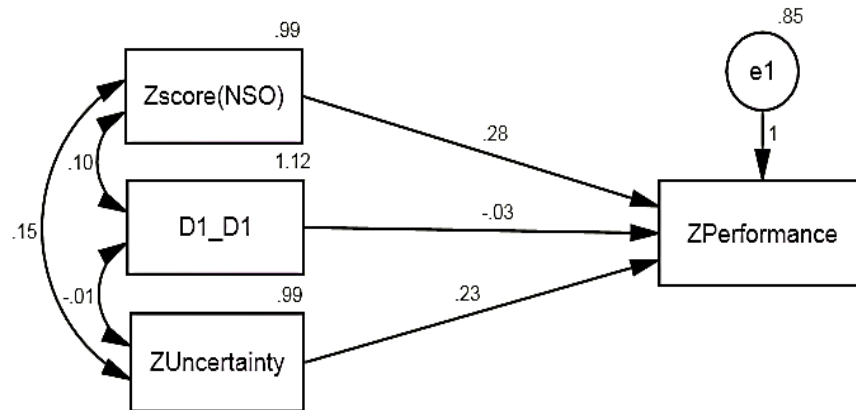 .99
.85
Zscore(NSO)
e1
.28
1
.10
1.12
.15
D1_D1
-.03
ZPerformance
-.01
.99
.23
ZUncertainty